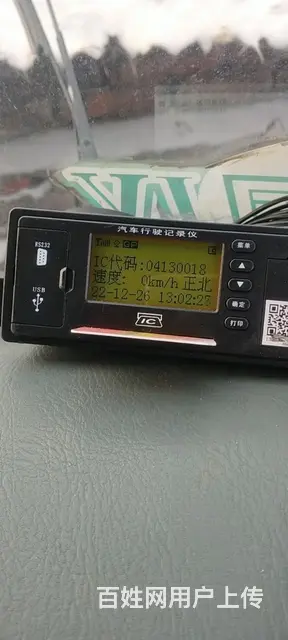 汽车行驶记录仪
RS232
USB
IC代码:04130018
速度: 0km/h 正北
22-12-26 13:02:27
IC
菜单
▲
▼
确定
打印
百姓网用户上传